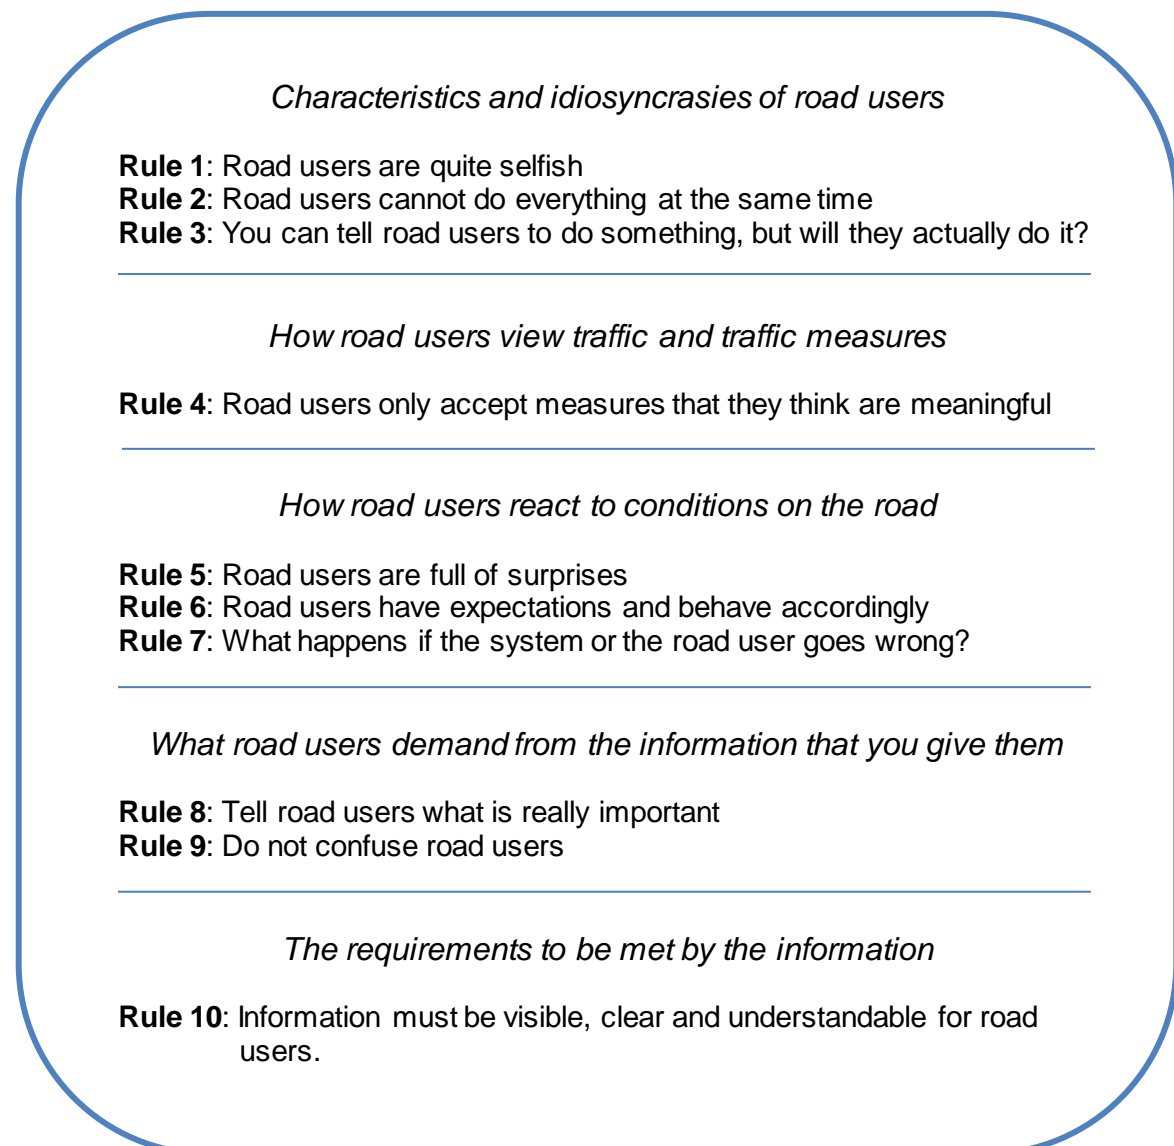 Characteristics and idiosyncrasies of road users
Rule 1: Road users are quite selfish
Rule 2: Road users cannot do everything at the same time
Rule 3: You can tell road users to do something, but will they actually do it?
How road users view traffic and traffic measures
Rule 4: Road users only accept measures that they think are meaningful
How road users react to conditions on the road
Rule 5: Road users are full of surprises
Rule 6: Road users have expectations and behave accordingly
Rule 7: What happens if the system or the road user goes wrong?
What road users demand from the information that you give them
Rule 8: Tell road users what is really important
Rule 9: Do not confuse road users
The requirements to be met by the information
Rule 10: Information must be visible, clear and understandable for road
users.